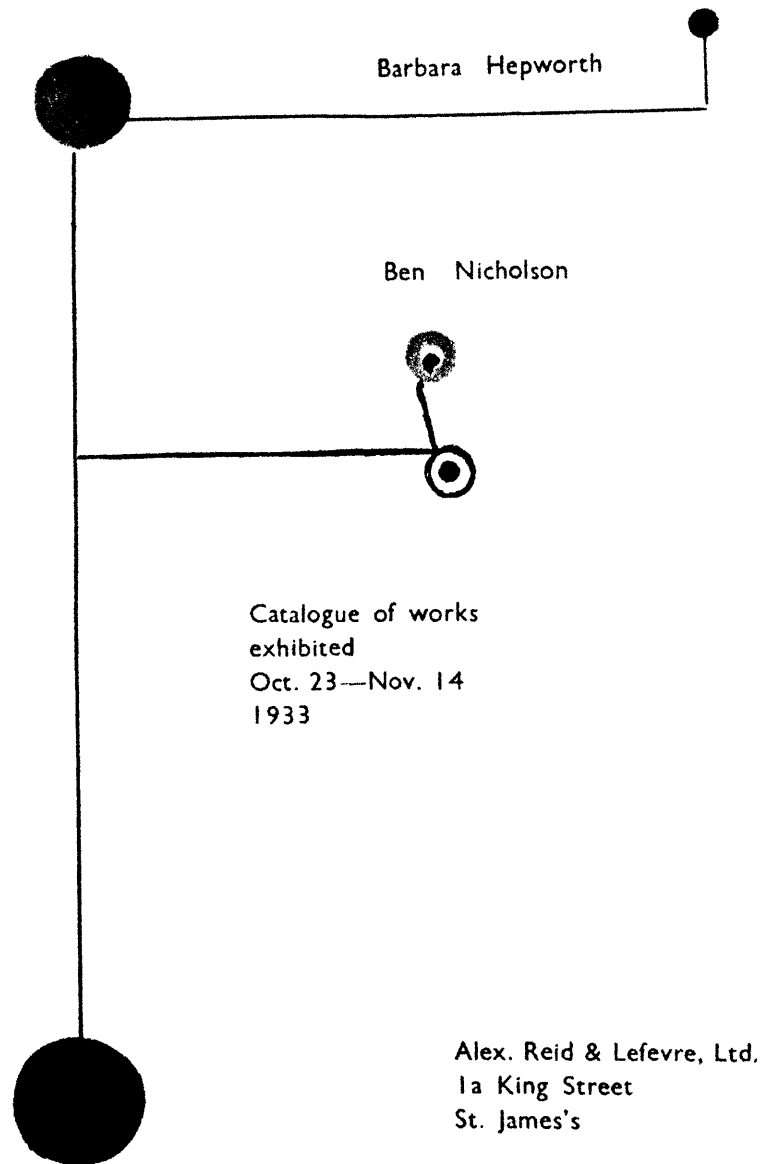 Barbara Hepworth
Ben Nicholson
Catalogue of works
exhibited
Oct. 23—Nov. 14
1933
Alex. Reid & Lefevre, Ltd.
1a King Street
St. James's